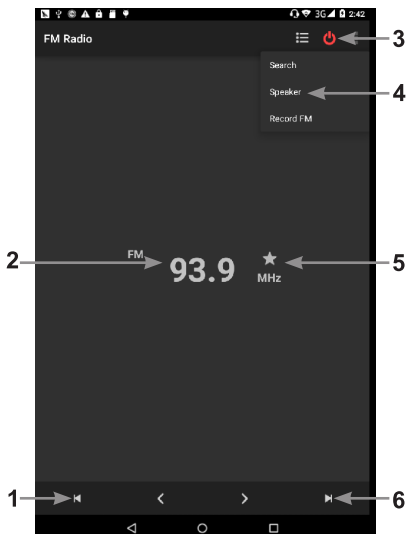 3G 2:42
FM Radio
3
Search
Speaker
4
Record FM
2
FM
93.9
MHz
5
1
6